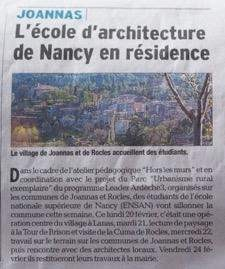 JOANNAS
L'école d'architecture
de Nancy en résidence
Le village de Joannas et de Rocles accueillent des étudiants.
Dans le cadre de l'atelier pédagogique "Hors les murs" et en
coordination avec le projet du Parc "Urbanisme rural
exemplaire" du programme Leader Ardèche3, organisés sur
les communes de Joannas et Rocles, des étudiants de l'école
nationale supérieure de Nancy (ENSAN) vont sillonner la
commune cette semaine. Ce lundi 20 février, c'était une opération
centre du village à Lanas, mardi 21, lecture de paysage
à la Tour de Brison et visite de la Cuma de Rocles, mercredi 22,
travail sur le terrain sur les communes de Joannas et Rocles,
puis rencontre avec des architectes locaux. Vendredi 24 février
ils restitueront leurs travaux à la mairie.